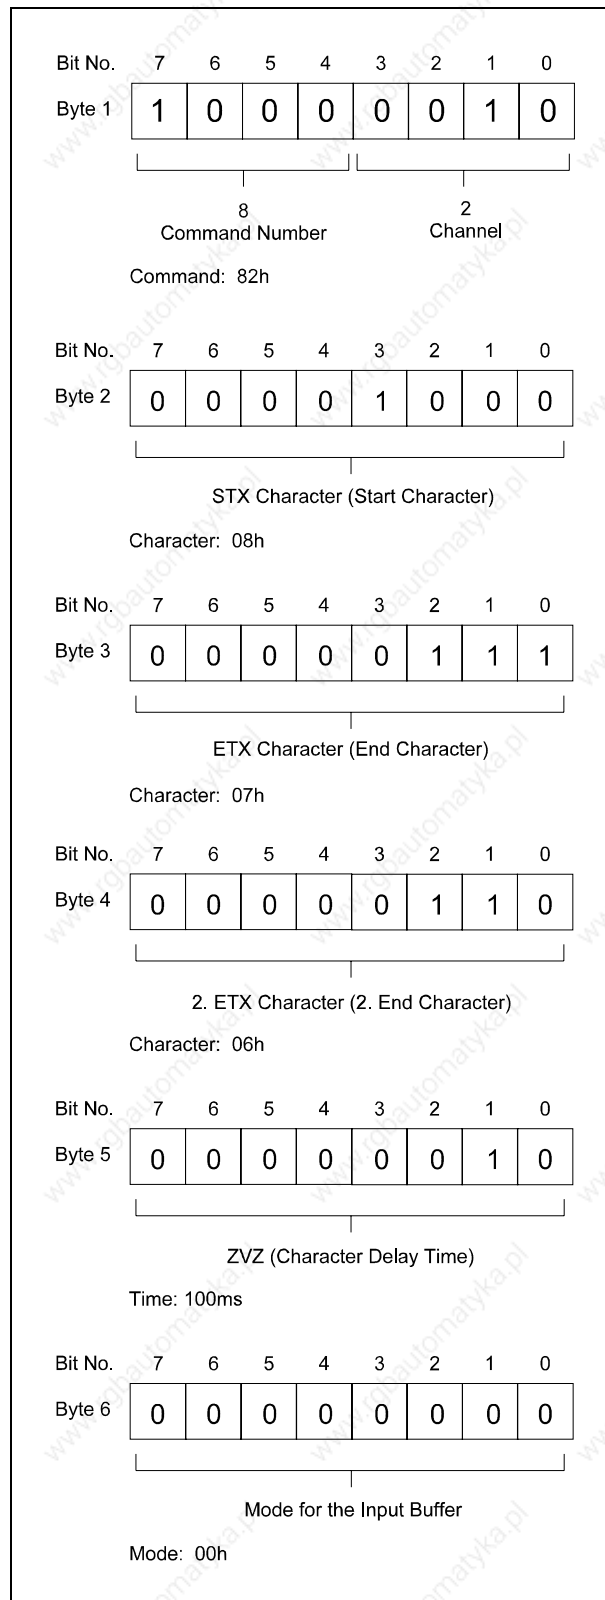 Bit No. 7 6 5 4 3 2 1 0
Byte 1 1 0 0 0 0 0 1 0
8 2
Command Number Channel
Command: 82h
Bit No. 7 6 5 4 3 2 1 0
Byte 2 0 0 0 0 1 0 0 0
STX Character (Start Character)
Character: 08h
Bit No. 7 6 5 4 3 2 1 0
Byte 3 0 0 0 0 0 1 1 1
ETX Character (End Character)
Character: 07h
Bit No. 7 6 5 4 3 2 1 0
Byte 4 0 0 0 0 0 1 1 0
2. ETX Character (2. End Character)
Character: 06h
Bit No. 7 6 5 4 3 2 1 0
Byte 5 0 0 0 0 0 0 1 0
ZVZ (Character Delay Time)
Time: 100ms
Bit No. 7 6 5 4 3 2 1 0
Byte 6 0 0 0 0 0 0 0 0
Mode for the Input Buffer
Mode: 00h
www.rgbautomatyka.pl